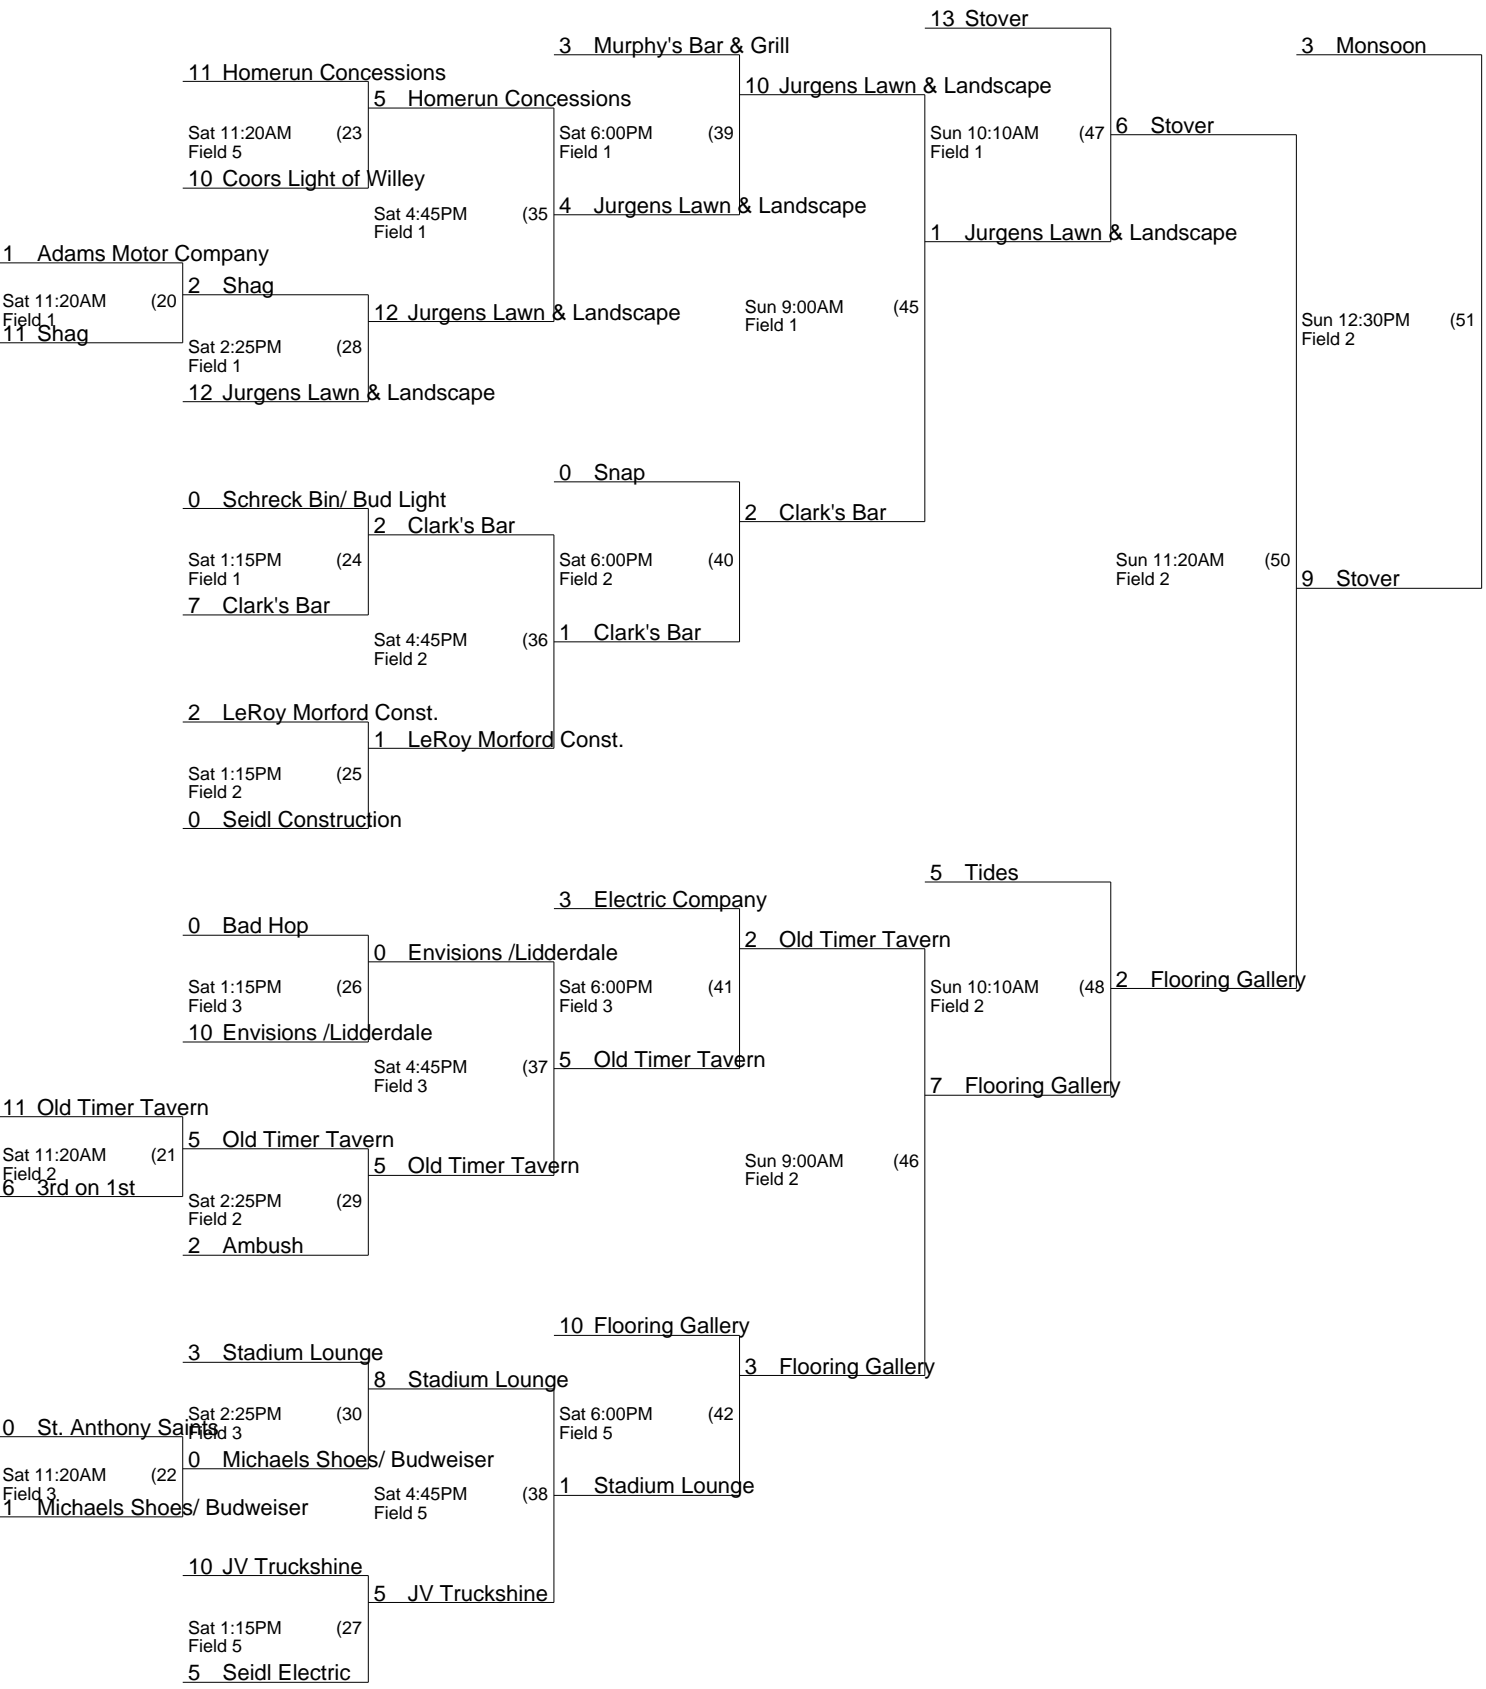 13 Stover
3 Murphy's Bar & Grill
3 Monsoon
11 Homerun Concessions
10 Jurgens Lawn & Landscape
5 Homerun Concessions
6 Stover
Sat 11:20AM (23
Field 5
Sat 6:00PM (39
Field 1
Sun 10:10AM (47
Field 1
10 Coors Light of Willey
4 Jurgens Lawn & Landscape
Sat 4:45PM (35
Field 1
1 Jurgens Lawn & Landscape
1 Adams Motor Company
2 Shag
Sat 11:20AM (20
Field 1
11 Shag
12 Jurgens Lawn & Landscape
Sun 9:00AM (45
Field 1
Sun 12:30PM (51
Field 2
Sat 2:25PM (28
Field 1
12 Jurgens Lawn & Landscape
0 Snap
0 Schreck Bin/ Bud Light
2 Clark's Bar
2 Clark's Bar
Sat 1:15PM (24
Field 1
Sat 6:00PM (40
Field 2
Sun 11:20AM (50
Field 2
9 Stover
7 Clark's Bar
1 Clark's Bar
Sat 4:45PM (36
Field 2
2 LeRoy Morford Const.
1 LeRoy Morford Const.
Sat 1:15PM (25
Field 2
0 Seidl Construction
5 Tides
3 Electric Company
0 Bad Hop
2 Old Timer Tavern
0 Envisions /Lidderdale
Sat 1:15PM (26
Field 3
Sat 6:00PM (41
Field 3
Sun 10:10AM (48
Field 2
2 Flooring Gallery
10 Envisions /Lidderdale
Sat 4:45PM (37
Field 3
5 Old Timer Tavern
7 Flooring Gallery
11 Old Timer Tavern
5 Old Timer Tavern
Sat 11:20AM (21
Field 2
6 3rd on 1st
5 Old Timer Tavern
Sun 9:00AM (46
Field 2
Sat 2:25PM (29
Field 2
2 Ambush
10 Flooring Gallery
3 Stadium Lounge
3 Flooring Gallery
8 Stadium Lounge
Sat 2:25PM (30
Field 3
Sat 6:00PM (42
Field 5
0 St. Anthony Saints
0 Michaels Shoes/ Budweiser
Sat 11:20AM (22
Field 3
1 Michaels Shoes/ Budweiser
Sat 4:45PM (38
Field 5
1 Stadium Lounge
10 JV Truckshine
5 JV Truckshine
Sat 1:15PM (27
Field 5
5 Seidl Electric